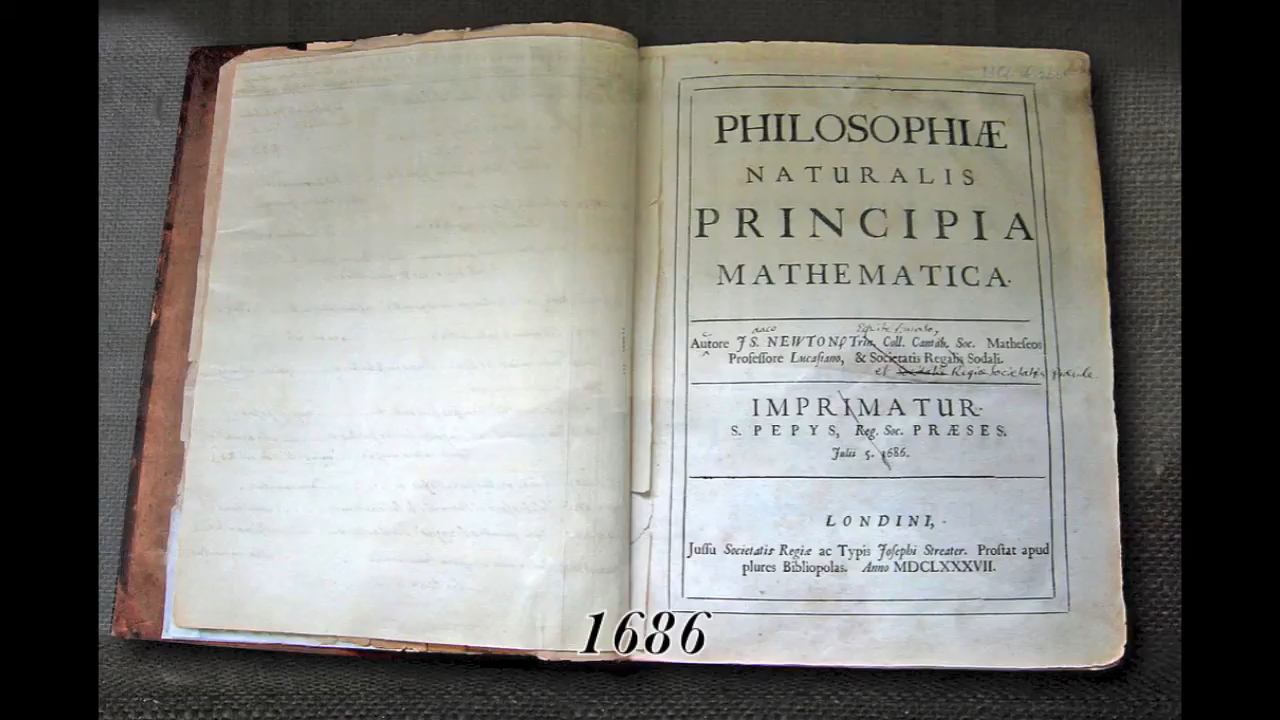 PHILOSOPHIÆ
NATURALIS
PRINCIPIA
MATHEMATICA.
Autore JS. NEWTON, Trin. Coll. Cantab. Soc. Matheseos
Professore Lucasiano, & Societatis Regalis Sodali.
IMPRIMATUR.
S. PEPYS, Reg. Soc. PRÆSES.
Julii 5. 1686.
LONDINI,
Jussu Societatis Regiæ ac Typis Josephi Streater. Prostat apud
plures Bibliopolas. Anno MDCLXXXVII.
1686